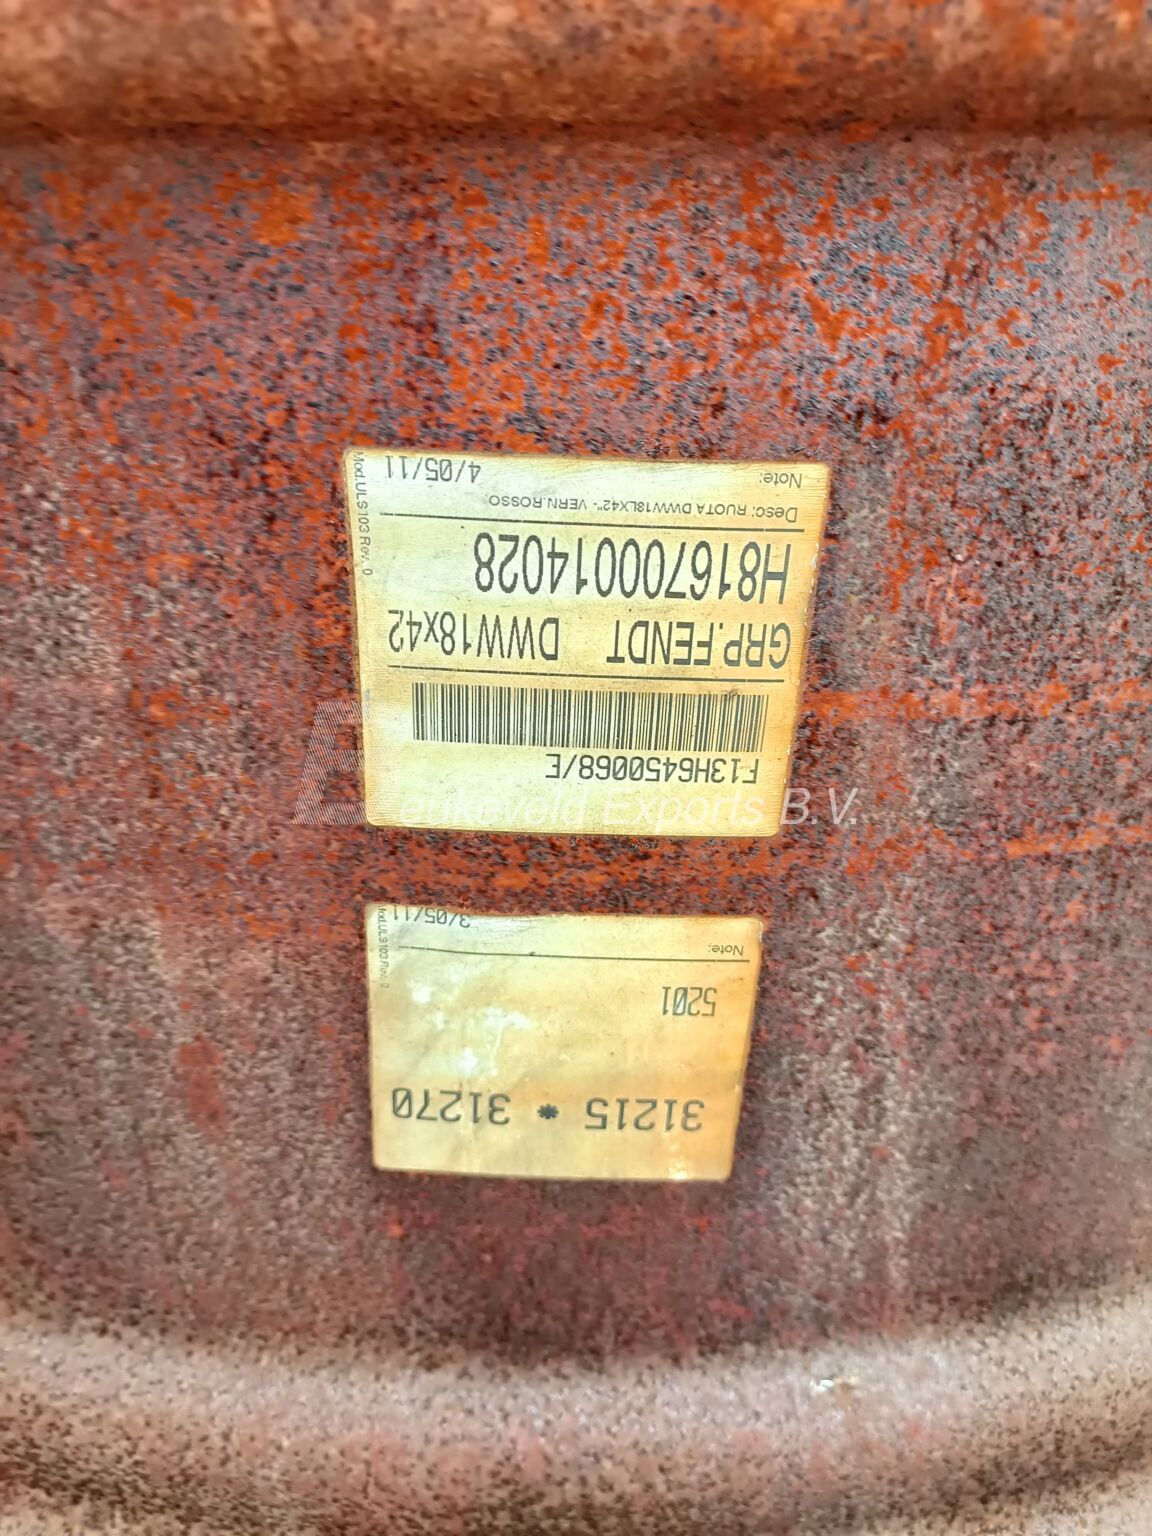 31215 * 31270
5201
Note:
3/05/11
Mod.ULS103 Rev. 0
F13H6450068/E
GRP.FENDT DWW18x42
H816700014028
Desc: RUOTA DWW18LX42"- VERN.ROSSO.
Note:
4/05/11
Mod.ULS103 Rev. 0
eukeveld Exports B.V.